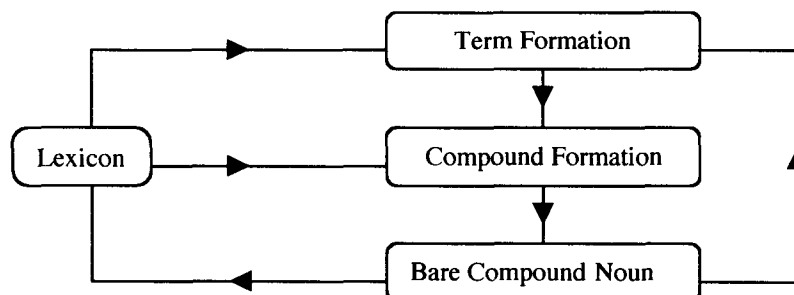 Term Formation
Lexicon
Compound Formation
Bare Compound Noun